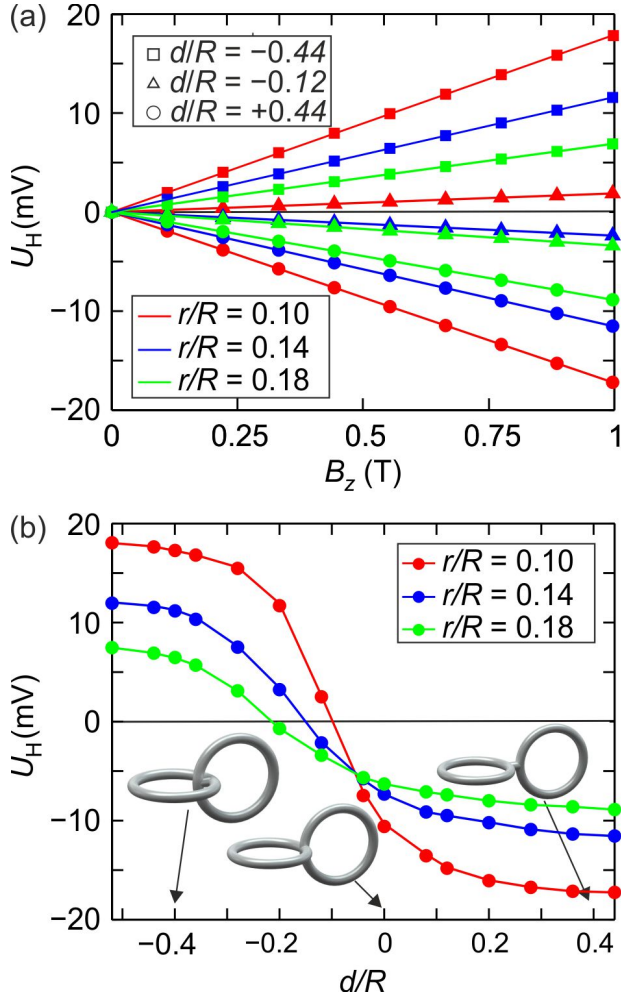 (a)
20
10
0
−10
−20
U_H(mV)
d/R = −0.44
d/R = −0.12
d/R = +0.44
r/R = 0.10
r/R = 0.14
r/R = 0.18
0 0.25 0.5 0.75 1
B_z (T)
(b)
20
10
0
−10
−20
U_H(mV)
r/R = 0.10
r/R = 0.14
r/R = 0.18
−0.4 −0.2 0 0.2 0.4
d/R